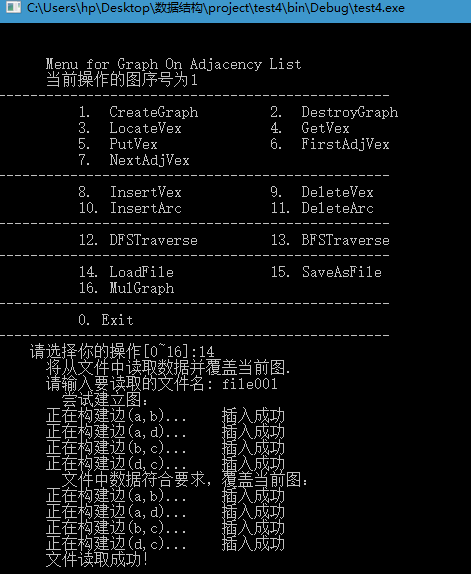 C:\Users\hp\Desktop\数据结构\project\test4\bin\Debug\test4.exe
Menu for Graph On Adjacency List
当前操作的图序号为1
------------------------------------------------
1. CreateGraph 2. DestroyGraph
3. LocateVex 4. GetVex
5. PutVex 6. FirstAdjVex
7. NextAdjVex
------------------------------------------------
8. InsertVex 9. DeleteVex
10. InsertArc 11. DeleteArc
------------------------------------------------
12. DFSTraverse 13. BFSTraverse
------------------------------------------------
14. LoadFile 15. SaveAsFile
16. MulGraph
------------------------------------------------
0. Exit
------------------------------------------------
请选择你的操作[0~16]:14
将从文件中读取数据并覆盖当前图.
请输入要读取的文件名: file001
尝试建立图:
正在构建边(a,b)... 插入成功
正在构建边(a,d)... 插入成功
正在构建边(b,c)... 插入成功
正在构建边(d,c)... 插入成功
文件中数据符合要求, 覆盖当前图:
正在构建边(a,b)... 插入成功
正在构建边(a,d)... 插入成功
正在构建边(b,c)... 插入成功
正在构建边(d,c)... 插入成功
文件读取成功!